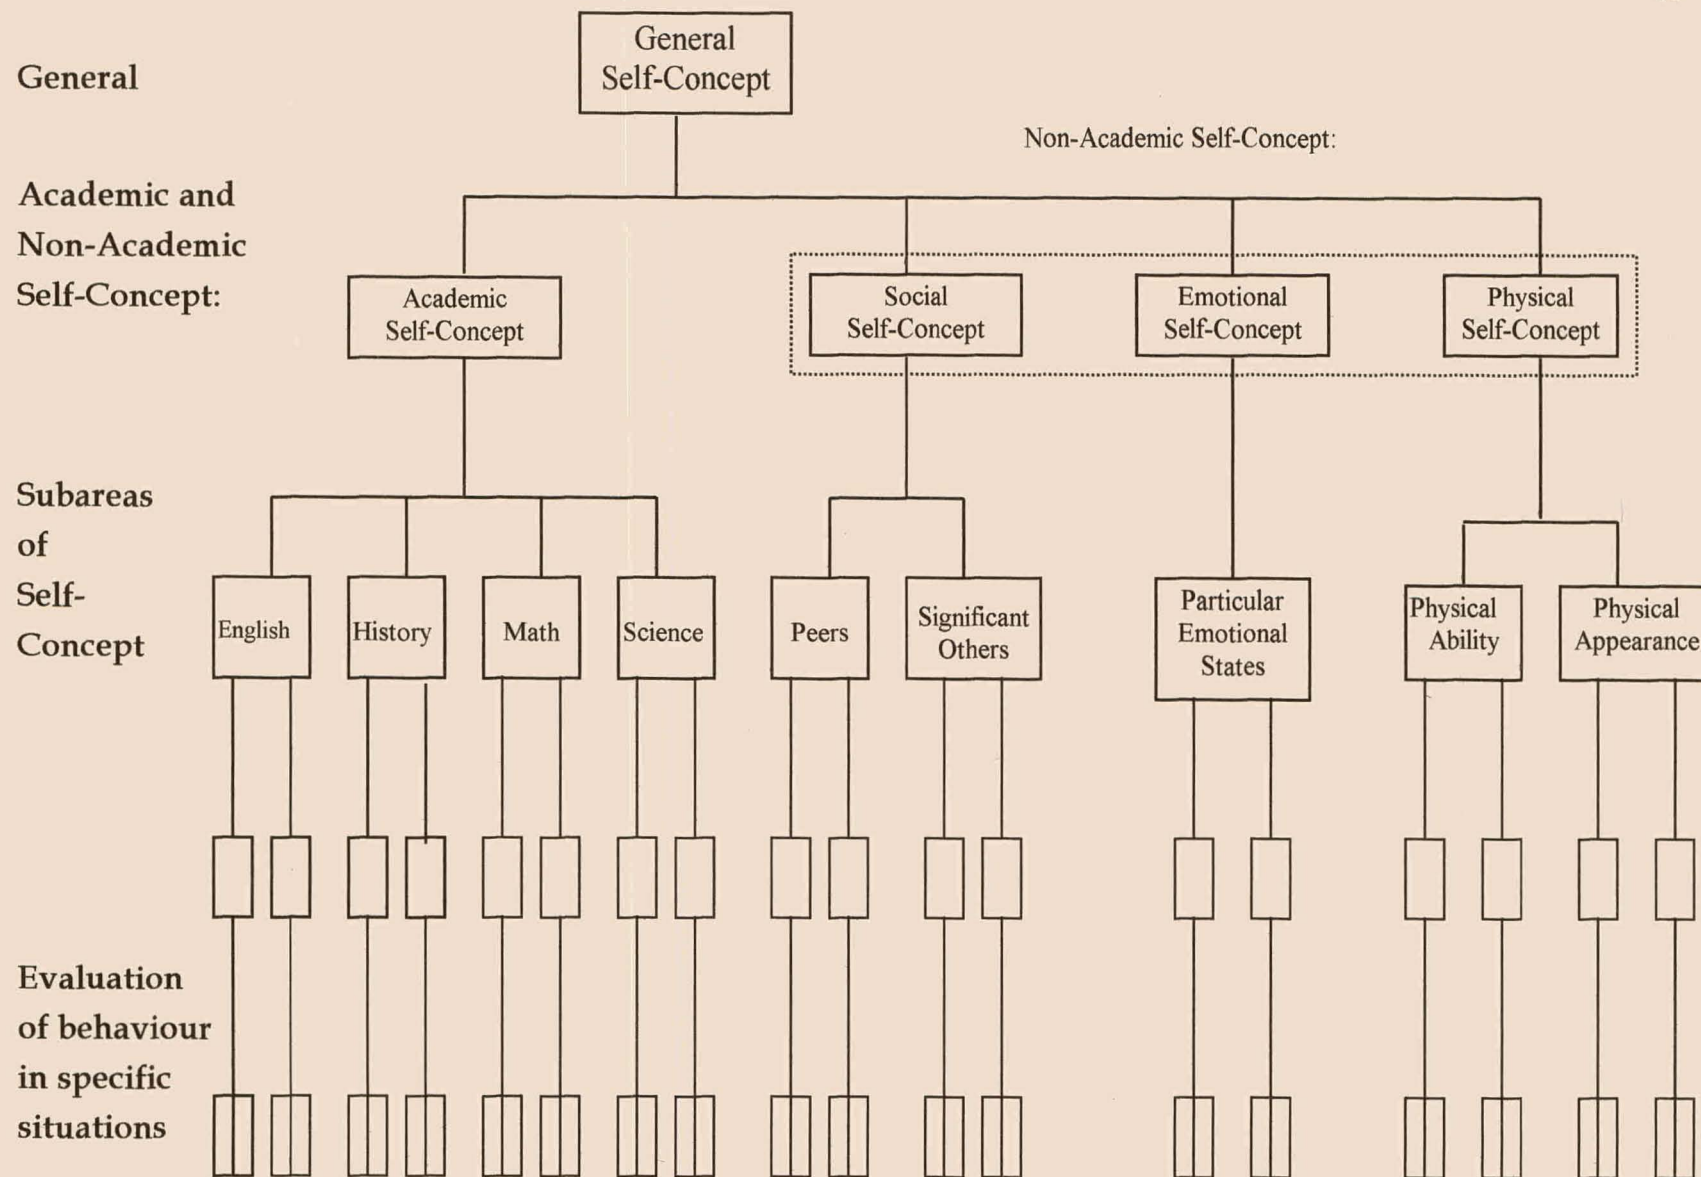 General
General
Self-Concept
Non-Academic Self-Concept:
Academic and
Non-Academic
Self-Concept:
Academic
Self-Concept
Social
Self-Concept
Emotional
Self-Concept
Physical
Self-Concept
Subareas
of
Self-
Concept
English
History
Math
Science
Peers
Significant
Others
Particular
Emotional
States
Physical
Ability
Physical
Appearance
Evaluation
of behaviour
in specific
situations